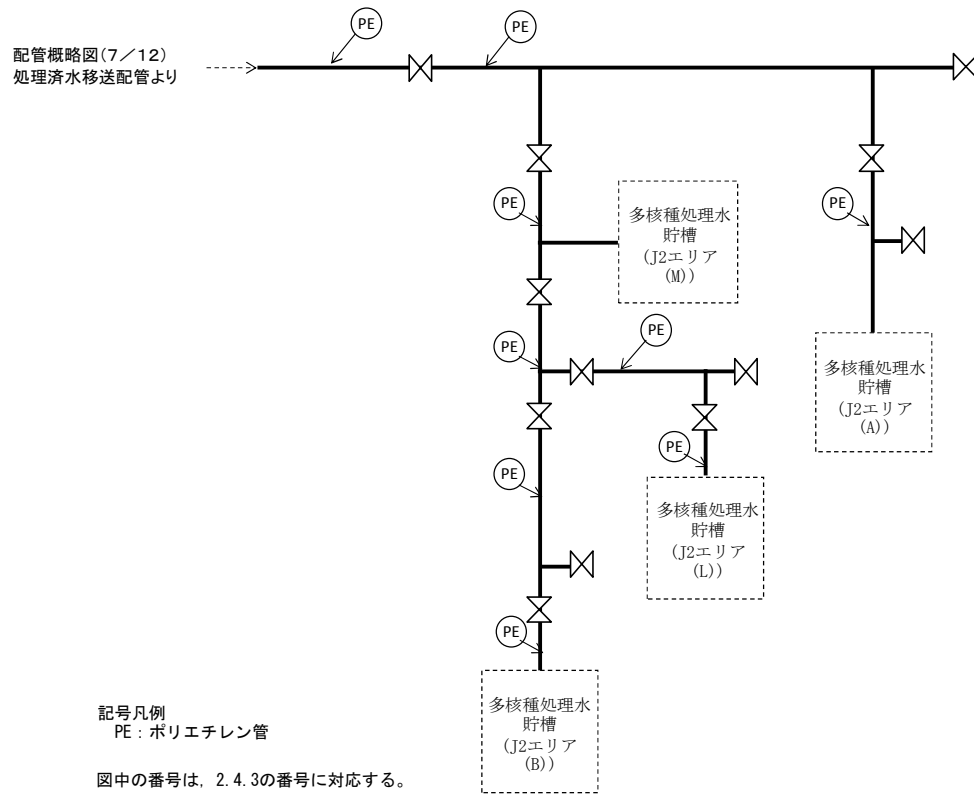 PE
PE
配管概略図(7／12)
処理済水移送配管より
PE
多核種処理水
貯槽
(J2エリア
(M))
PE
PE
PE
多核種処理水
貯槽
(J2エリア
(A))
PE
PE
多核種処理水
貯槽
(J2エリア
(L))
PE
多核種処理水
貯槽
(J2エリア
(B))
記号凡例
PE：ポリエチレン管
図中の番号は，2.4.3の番号に対応する。